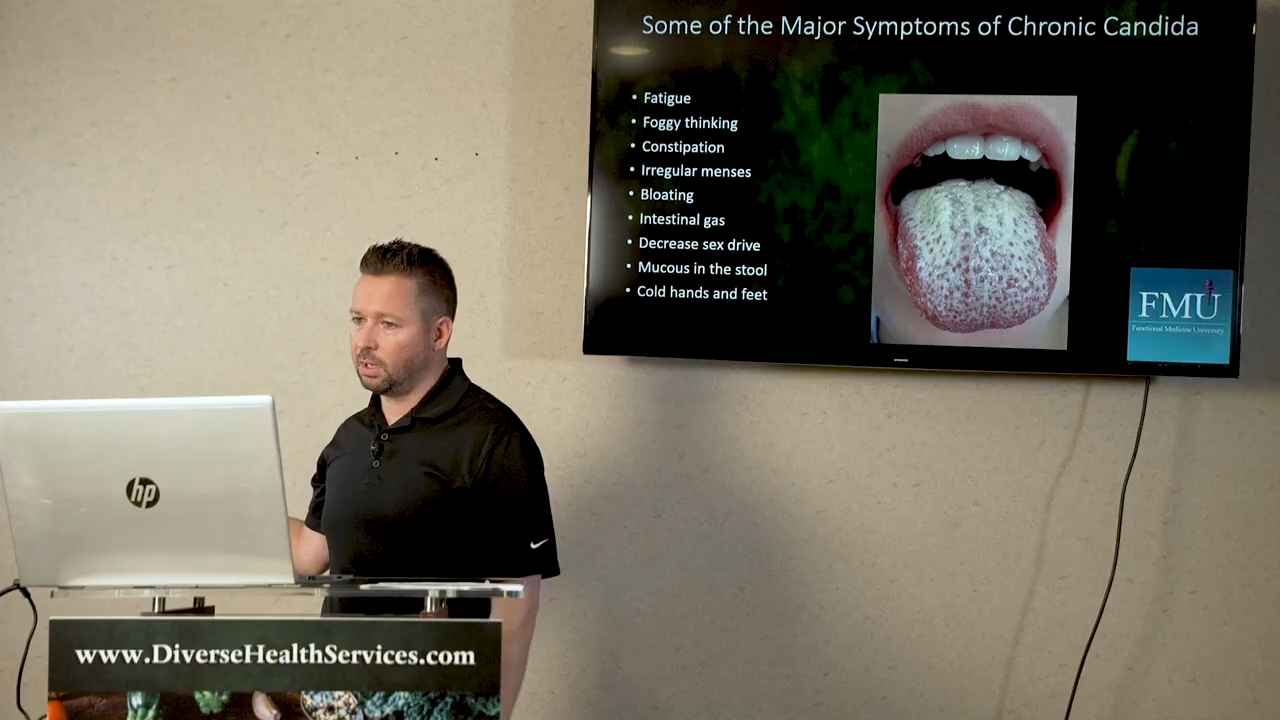 Some of the Major Symptoms of Chronic Candida
• Fatigue
• Foggy thinking
• Constipation
• Irregular menses
• Bloating
• Intestinal gas
• Decrease sex drive
• Mucous in the stool
• Cold hands and feet
FMU
Functional Medicine University
hp
www.DiverseHealthServices.com